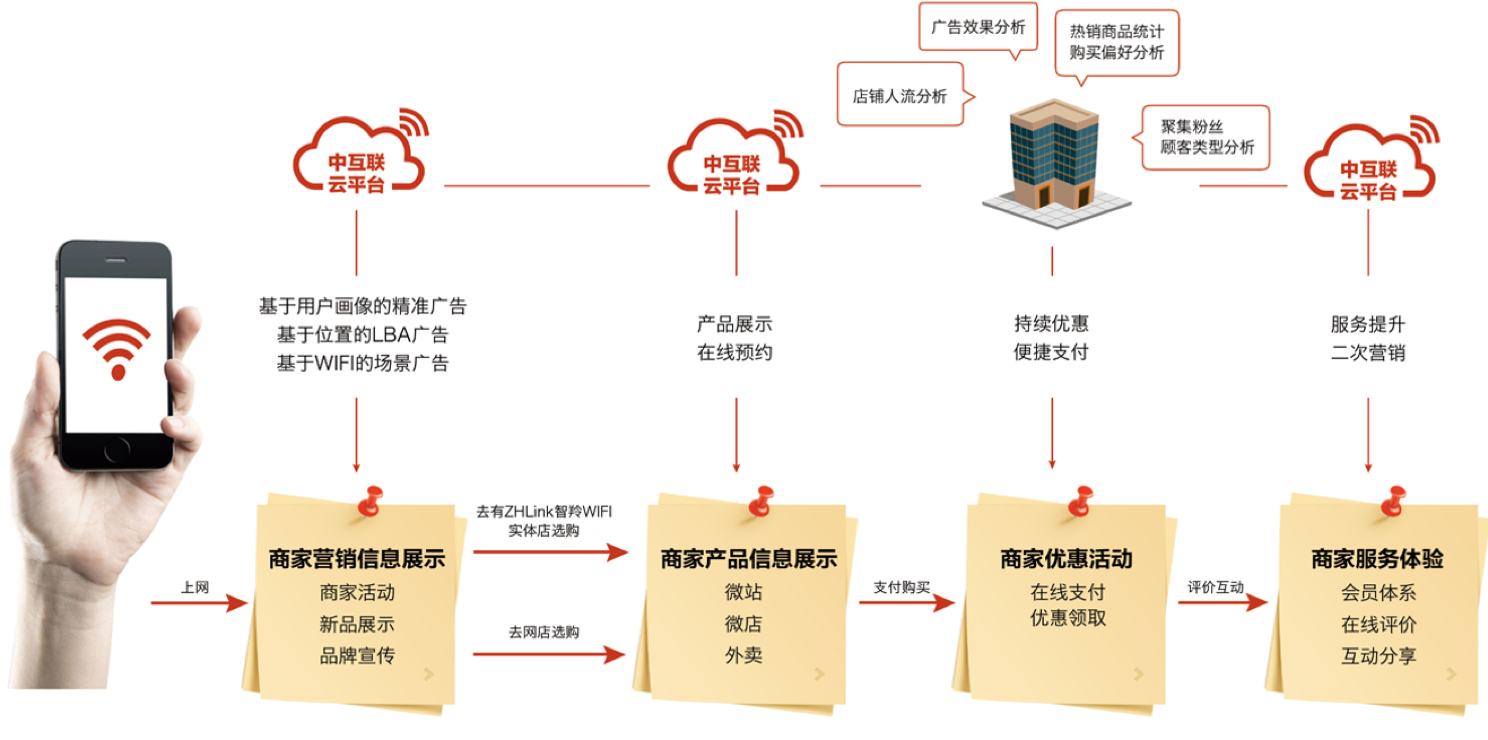 广告效果分析
热销商品统计
购买偏好分析
店铺人流分析
聚集粉丝
顾客类型分析
中互联
云平台
中互联
云平台
中互联
云平台
基于用户画像的精准广告
基于位置的LBA广告
基于WIFI的场景广告
产品展示
在线预约
持续优惠
便捷支付
服务提升
二次营销
上网
商家营销信息展示
商家活动
新品展示
品牌宣传
去有ZHLink智羚WIFI
实体店选购
去网店选购
商家产品信息展示
微站
微店
外卖
支付购买
商家优惠活动
在线支付
优惠领取
评价互动
商家服务体验
会员体系
在线评价
互动分享